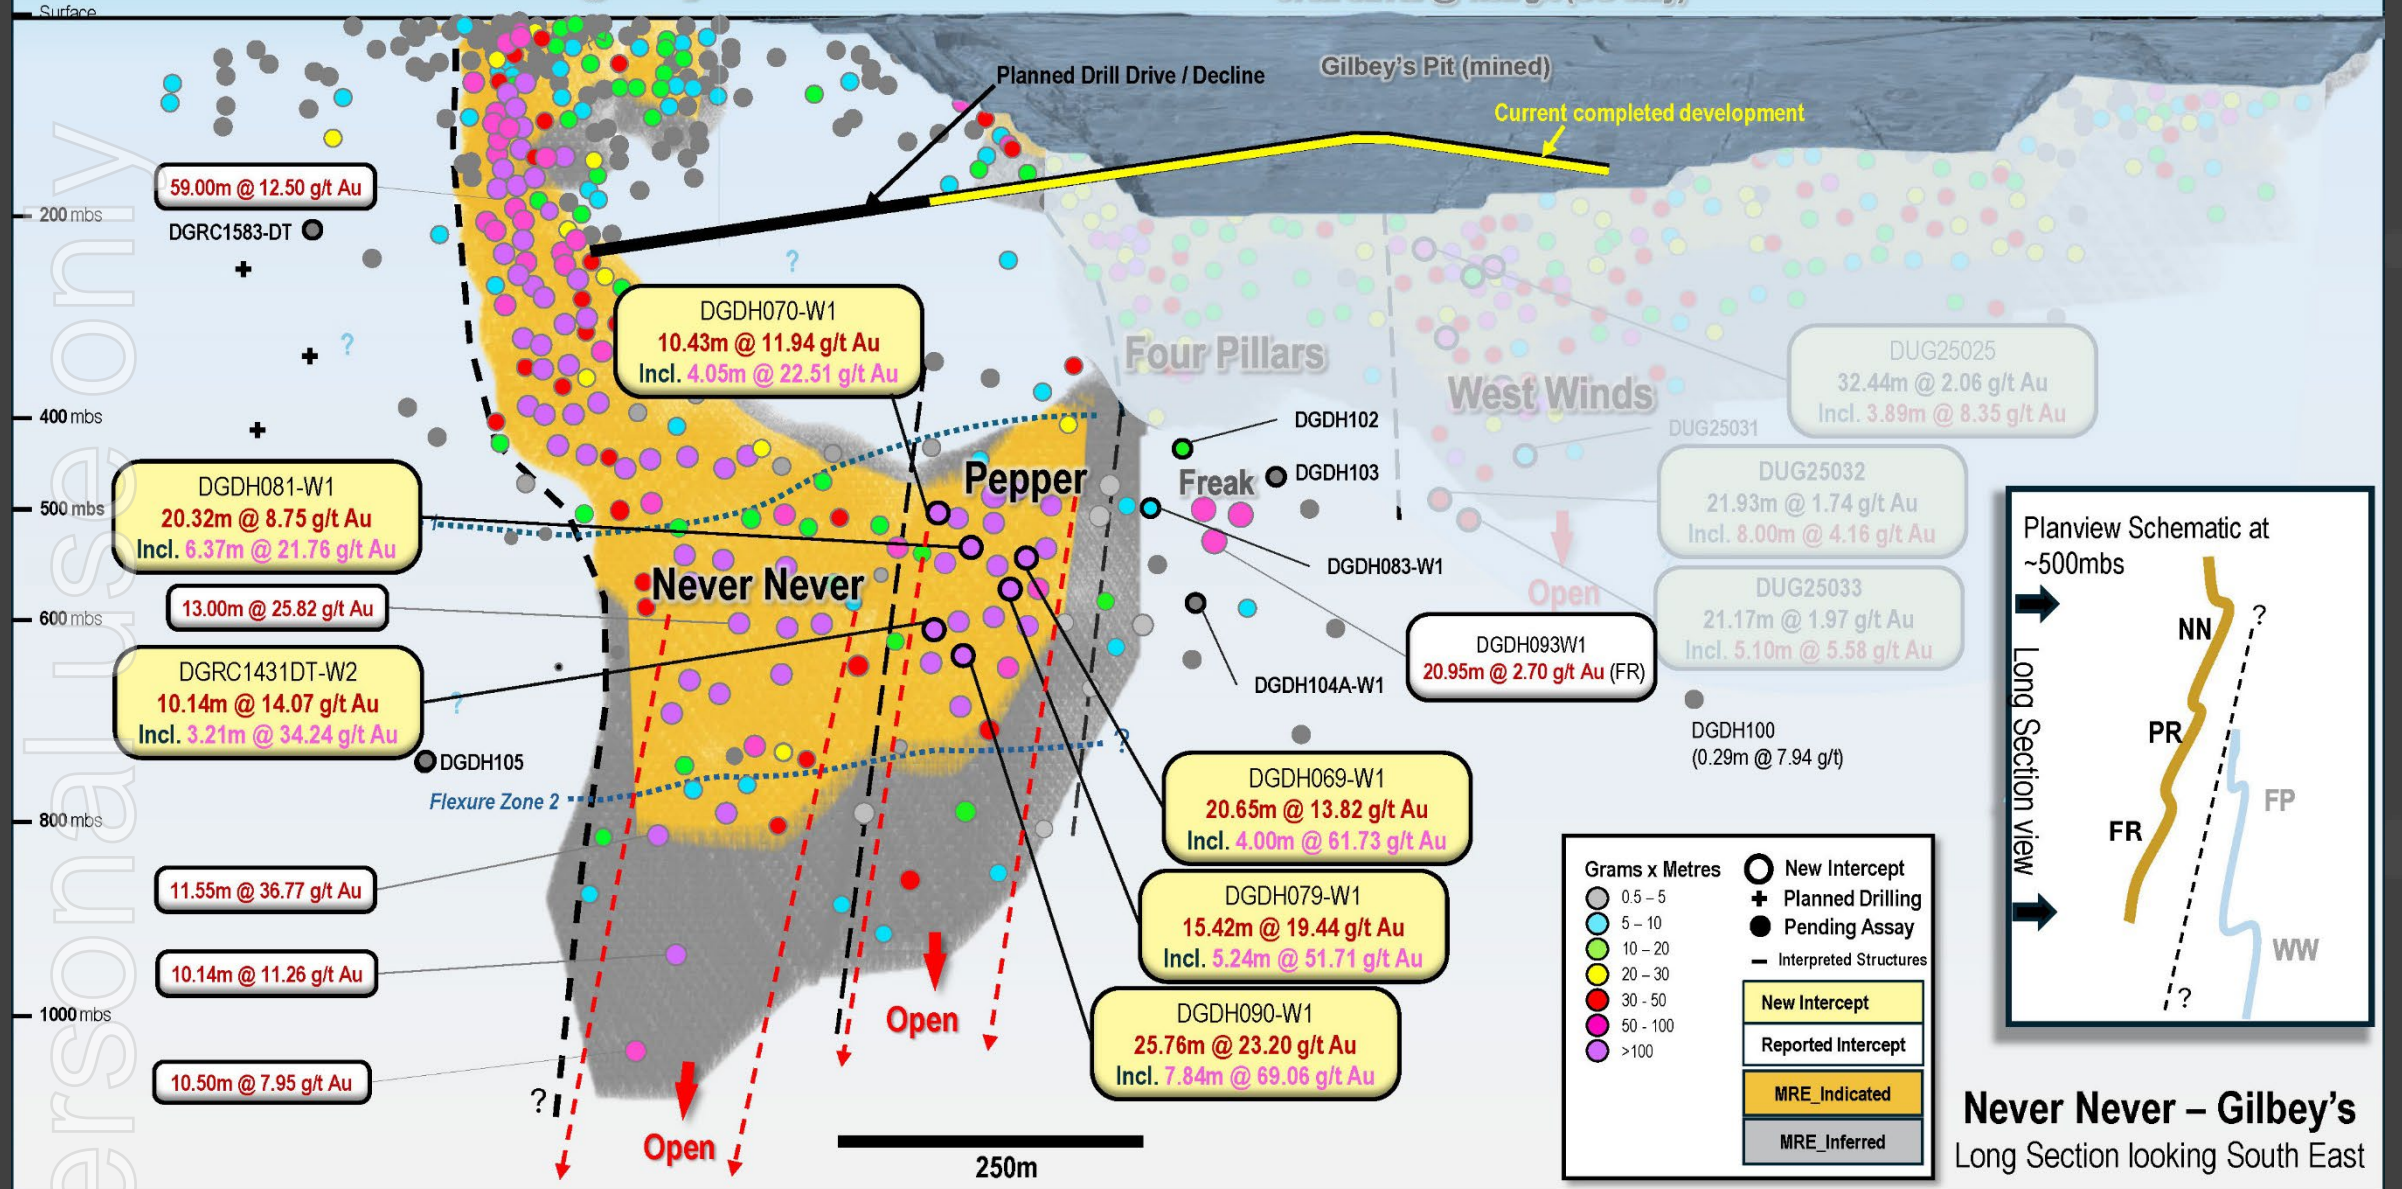 Surface
Gilbey's Pit (mined)
Planned Drill Drive / Decline
Current completed development
59.00m @ 12.50 g/t Au
200 mbs
DGRC1583-DT
?
?
DGDH070-W1
10.43m @ 11.94 g/t Au
Incl. 4.05m @ 22.51 g/t Au
Four Pillars
West Winds
DUG25025
32.44m @ 2.06 g/t Au
Incl. 3.89m @ 8.35 g/t Au
400 mbs
DGDH102
DUG25031
DGDH103
Pepper
Freak
DGDH081-W1
20.32m @ 8.75 g/t Au
Incl. 6.37m @ 21.76 g/t Au
500 mbs
DUG25032
21.93m @ 1.74 g/t Au
Incl. 8.00m @ 4.16 g/t Au
DGDH083-W1
Never Never
Open
DUG25033
21.17m @ 1.97 g/t Au
Incl. 5.10m @ 5.58 g/t Au
13.00m @ 25.82 g/t Au
600 mbs
DGRC1431DT-W2
10.14m @ 14.07 g/t Au
Incl. 3.21m @ 34.24 g/t Au
?
DGDH093W1
20.95m @ 2.70 g/t Au (FR)
DGDH104A-W1
DGDH100
(0.29m @ 7.94 g/t)
?
DGDH105
Flexure Zone 2
800 mbs
DGDH069-W1
20.65m @ 13.82 g/t Au
Incl. 4.00m @ 61.73 g/t Au
11.55m @ 36.77 g/t Au
DGDH079-W1
15.42m @ 19.44 g/t Au
Incl. 5.24m @ 51.71 g/t Au
10.14m @ 11.26 g/t Au
1000 mbs
Open
DGDH090-W1
25.76m @ 23.20 g/t Au
Incl. 7.84m @ 69.06 g/t Au
10.50m @ 7.95 g/t Au
?
Open
250m
Planview Schematic at
~500mbs
Long Section view
NN
?
PR
FP
FR
WW
?
Grams x Metres
0.5 – 5
5 – 10
10 – 20
20 – 30
30 - 50
50 - 100
>100
New Intercept
Planned Drilling
Pending Assay
Interpreted Structures
New Intercept
Reported Intercept
MRE_Indicated
MRE_Inferred
Never Never – Gilbey's
Long Section looking South East
ersonal use only